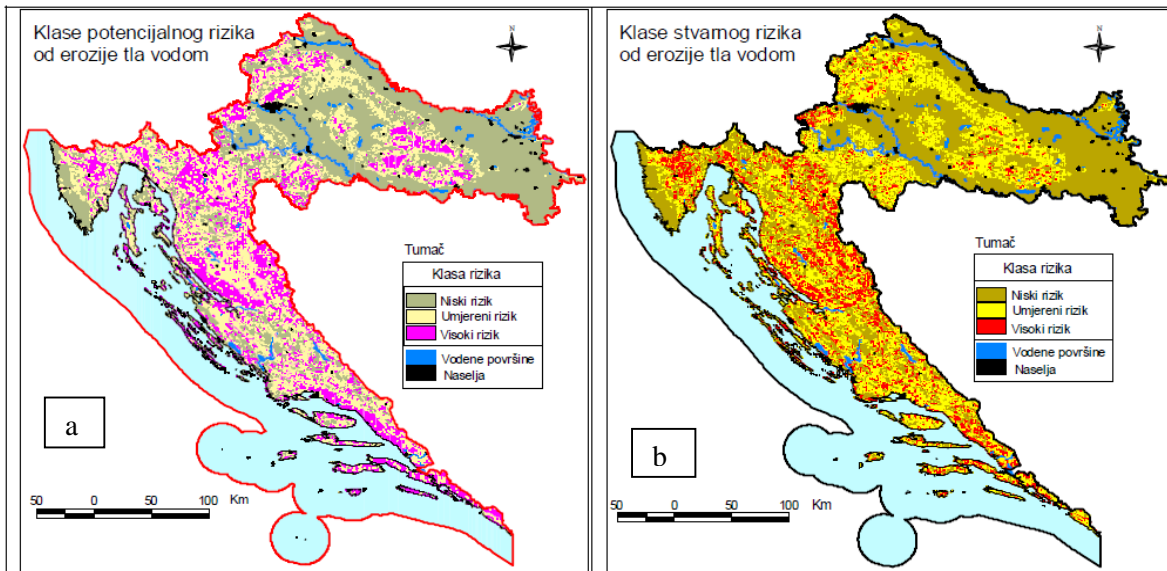 Klase potencijalnog rizika
od erozije tla vodom
N
Tumač
Klasa rizika
Niski rizik
Umjereni rizik
Visoki rizik
Vodene površine
Naselja
a
50 0 50 100 Km
Klase stvarnog rizika
od erozije tla vodom
N
Tumač
Klasa rizika
Niski rizik
Umjereni rizik
Visoki rizik
Vodene površine
Naselja
b
50 0 50 100 Km